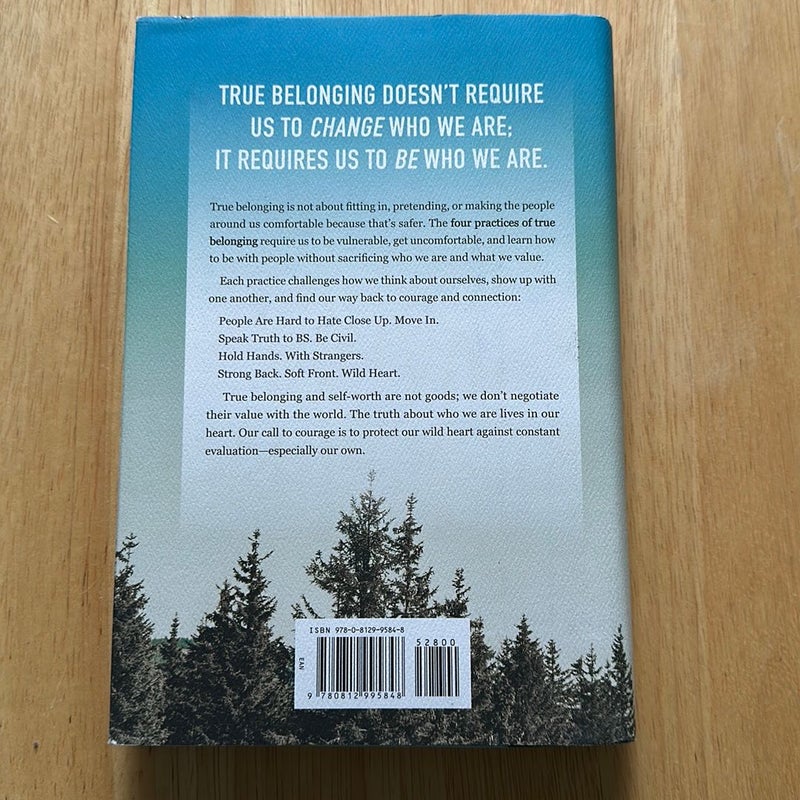 TRUE BELONGING DOESN'T REQUIRE
US TO CHANGE WHO WE ARE;
IT REQUIRES US TO BE WHO WE ARE.
True belonging is not about fitting in, pretending, or making the people
around us comfortable because that's safer. The four practices of true
belonging require us to be vulnerable, get uncomfortable, and learn how
to be with people without sacrificing who we are and what we value.
Each practice challenges how we think about ourselves, show up with
one another, and find our way back to courage and connection:
People Are Hard to Hate Close Up. Move In.
Speak Truth to BS. Be Civil.
Hold Hands. With Strangers.
Strong Back. Soft Front. Wild Heart.
True belonging and self-worth are not goods; we don't negotiate
their value with the world. The truth about who we are lives in our
heart. Our call to courage is to protect our wild heart against constant
evaluation—especially our own.
ISBN 978-0-8129-9584-8
52800
EAN
9 780812 995848